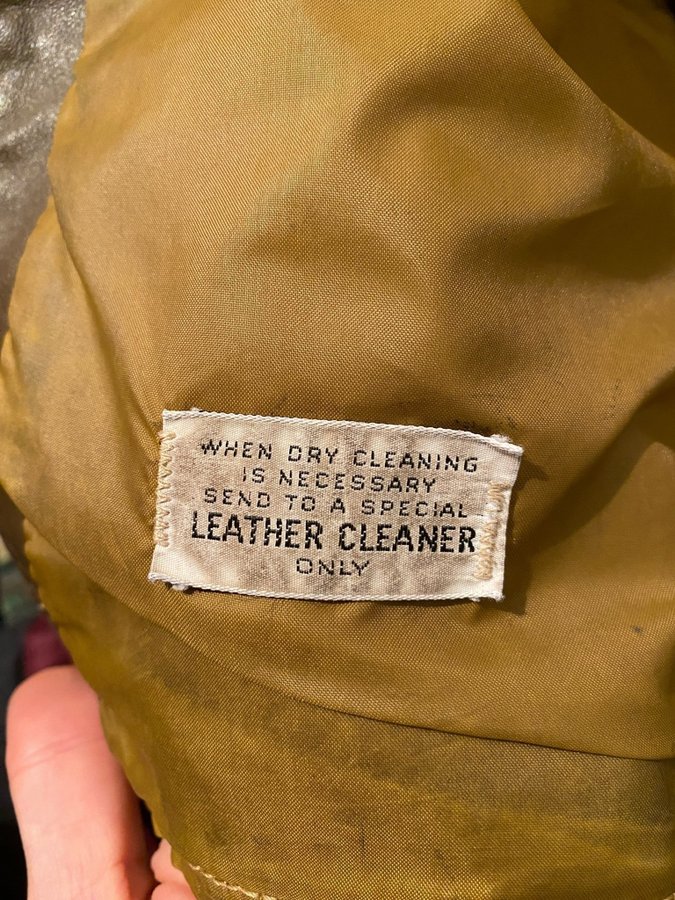 WHEN DRY CLEANING
IS NECESSARY
SEND TO A SPECIAL
LEATHER CLEANER
ONLY